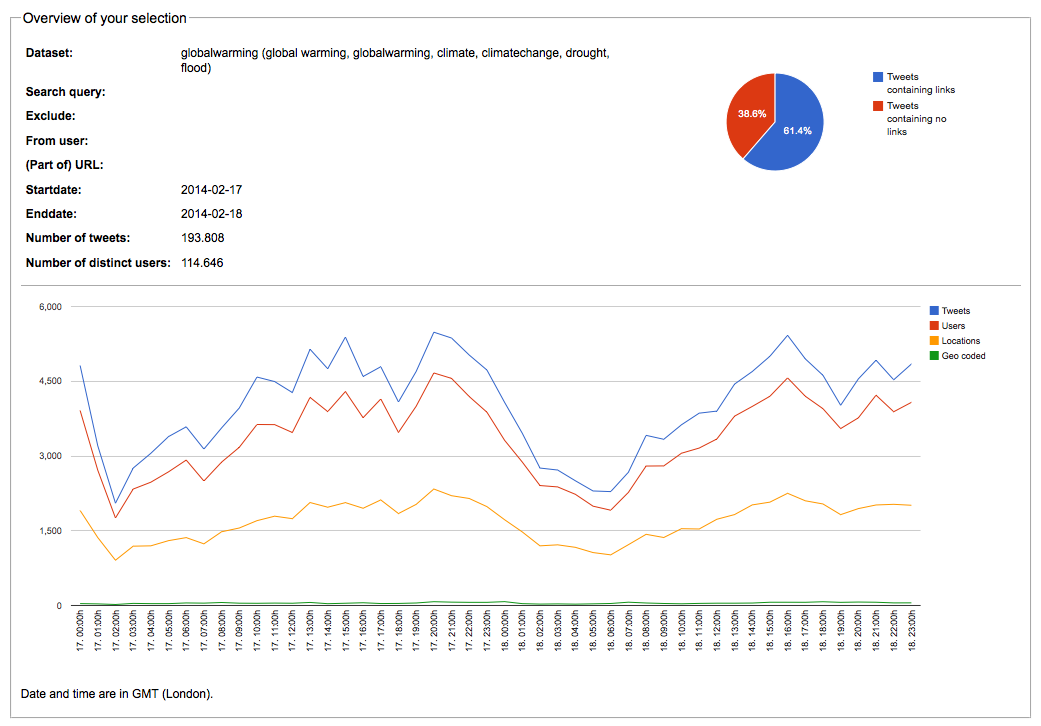 Overview of your selection
Dataset: globalwarming (global warming, globalwarming, climate, climatechange, drought,
flood)
Search query:
Exclude:
From user:
(Part of) URL:
Startdate: 2014-02-17
Enddate: 2014-02-18
Number of tweets: 193.808
Number of distinct users: 114.646
38.6%
61.4%
Tweets
containing links
Tweets
containing no
links
6,000
4,500
3,000
1,500
0
Tweets
Users
Locations
Geo coded
17. 00:00h
17. 01:00h
17. 02:00h
17. 03:00h
17. 04:00h
17. 05:00h
17. 06:00h
17. 07:00h
17. 08:00h
17. 09:00h
17. 10:00h
17. 11:00h
17. 12:00h
17. 13:00h
17. 14:00h
17. 15:00h
17. 16:00h
17. 17:00h
17. 18:00h
17. 19:00h
17. 20:00h
17. 21:00h
17. 22:00h
17. 23:00h
18. 00:00h
18. 01:00h
18. 02:00h
18. 03:00h
18. 04:00h
18. 05:00h
18. 06:00h
18. 07:00h
18. 08:00h
18. 09:00h
18. 10:00h
18. 11:00h
18. 12:00h
18. 13:00h
18. 14:00h
18. 15:00h
18. 16:00h
18. 17:00h
18. 18:00h
18. 19:00h
18. 20:00h
18. 21:00h
18. 22:00h
18. 23:00h
Date and time are in GMT (London).